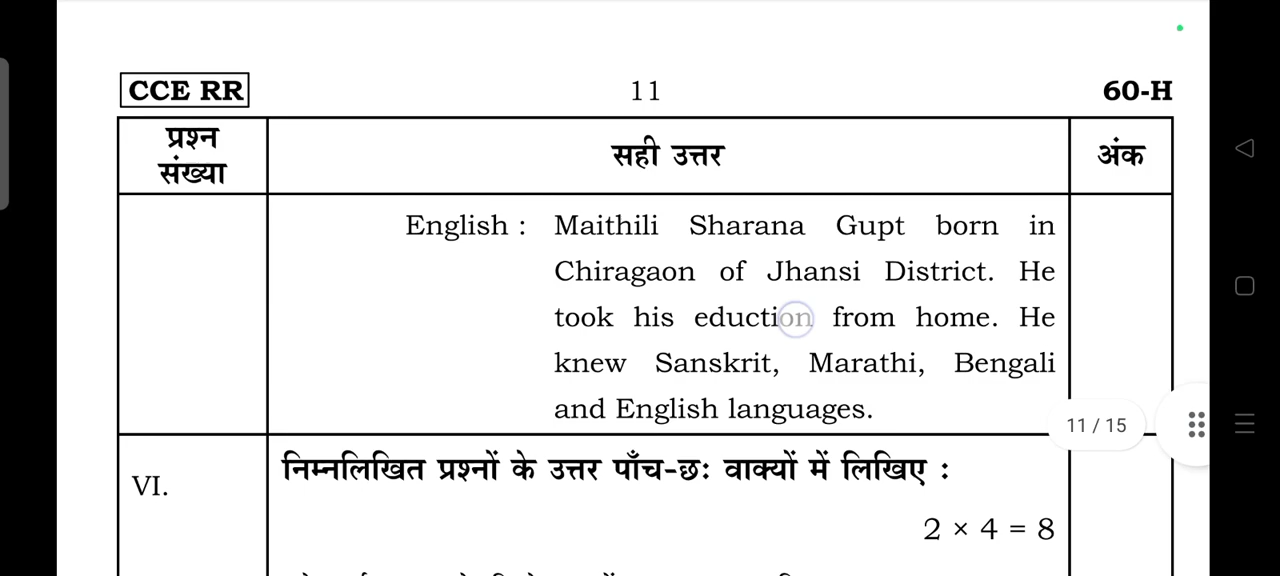 CCE RR 11 60-H
प्रश्न संख्या सही उत्तर अंक
English : Maithili Sharana Gupt born in
Chiragaon of Jhansi District. He
took his eduction from home. He
knew Sanskrit, Marathi, Bengali
and English languages.
11 / 15
VI. निम्नलिखित प्रश्नों के उत्तर पाँच-छः वाक्यों में लिखिए :
2 × 4 = 8